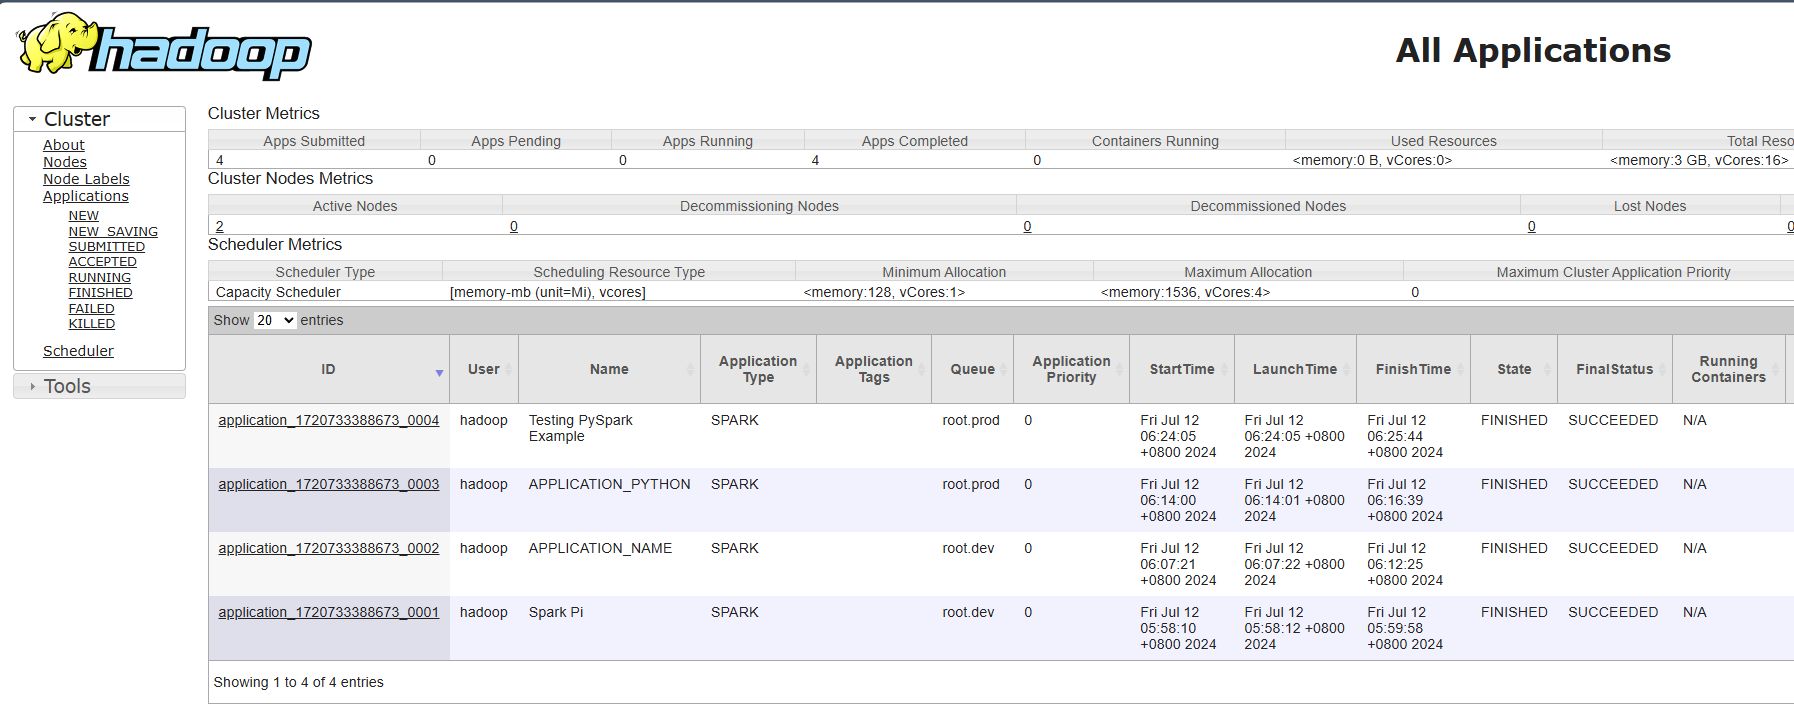 hadoop
All Applications
Cluster
About
Nodes
Node Labels
Applications
NEW
NEW_SAVING
SUBMITTED
ACCEPTED
RUNNING
FINISHED
FAILED
KILLED
Scheduler
Tools
Cluster Metrics
Apps Submitted Apps Pending Apps Running Apps Completed Containers Running Used Resources Total Reso
4 0 0 4 0 <memory:0 B, vCores:0> <memory:3 GB, vCores:16>
Cluster Nodes Metrics
Active Nodes Decommissioning Nodes Decommissioned Nodes Lost Nodes
2 0 0 0 0
Scheduler Metrics
Scheduler Type Scheduling Resource Type Minimum Allocation Maximum Allocation Maximum Cluster Application Priority
Capacity Scheduler [memory-mb (unit=Mi), vcores] <memory:128, vCores:1> <memory:1536, vCores:4> 0
Show 20 entries
ID User Name Application Type Application Tags Queue Application Priority StartTime LaunchTime FinishTime State FinalStatus Running Containers
application_1720733388673_0004 hadoop Testing PySpark SPARK root.prod 0 Fri Jul 12 Fri Jul 12 Fri Jul 12 FINISHED SUCCEEDED N/A
Example 06:24:05 06:24:05 +0800 06:25:44
+0800 2024 2024 +0800 2024
application_1720733388673_0003 hadoop APPLICATION_PYTHON SPARK root.prod 0 Fri Jul 12 Fri Jul 12 Fri Jul 12 FINISHED SUCCEEDED N/A
06:14:00 06:14:01 +0800 06:16:39
+0800 2024 2024 +0800 2024
application_1720733388673_0002 hadoop APPLICATION_NAME SPARK root.dev 0 Fri Jul 12 Fri Jul 12 Fri Jul 12 FINISHED SUCCEEDED N/A
06:07:21 06:07:22 +0800 06:12:25
+0800 2024 2024 +0800 2024
application_1720733388673_0001 hadoop Spark Pi SPARK root.dev 0 Fri Jul 12 Fri Jul 12 Fri Jul 12 FINISHED SUCCEEDED N/A
05:58:10 05:58:12 +0800 05:59:58
+0800 2024 2024 +0800 2024
Showing 1 to 4 of 4 entries